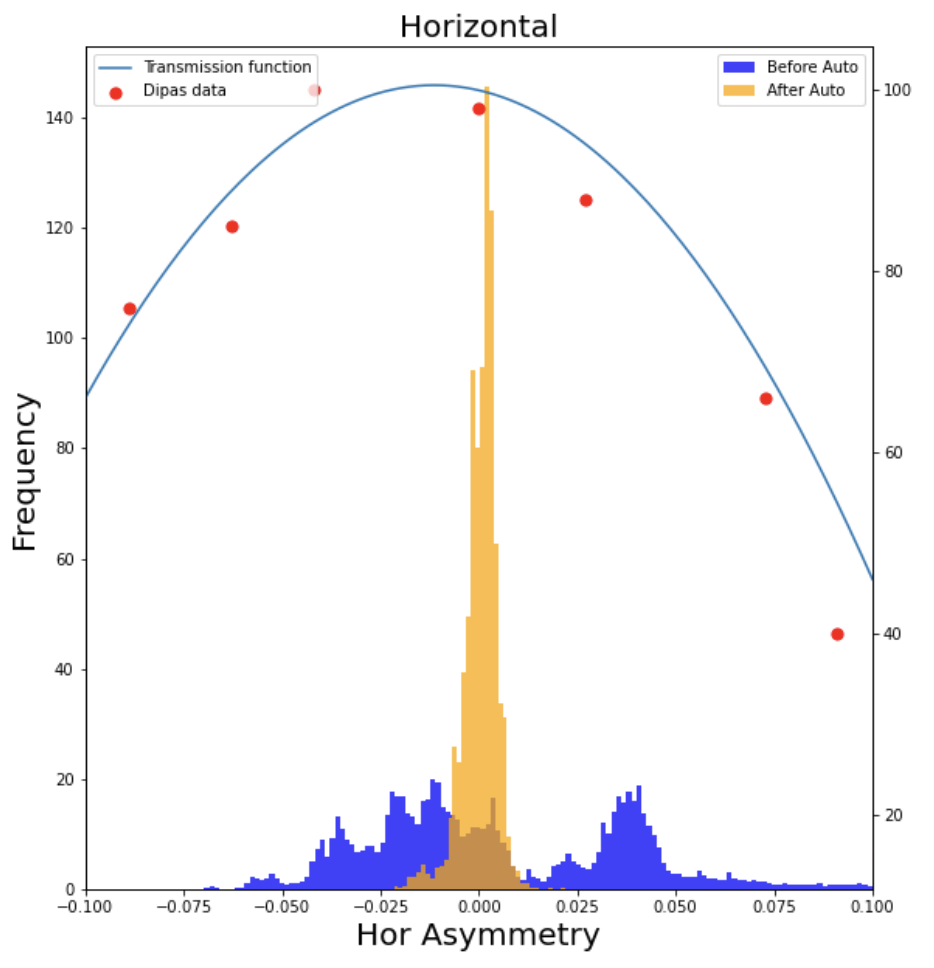 Horizontal
Transmission function
Dipas data
Before Auto
After Auto
140
120
100
80
60
40
20
0
Frequency
100
80
60
40
20
−0.100 −0.075 −0.050 −0.025 0.000 0.025 0.050 0.075 0.100
Hor Asymmetry